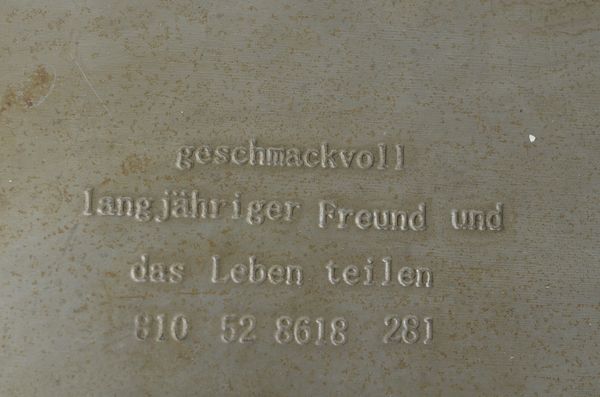 geschmackvoll
langjähriger Freund und
das Leben teilen
810 52 8618 281